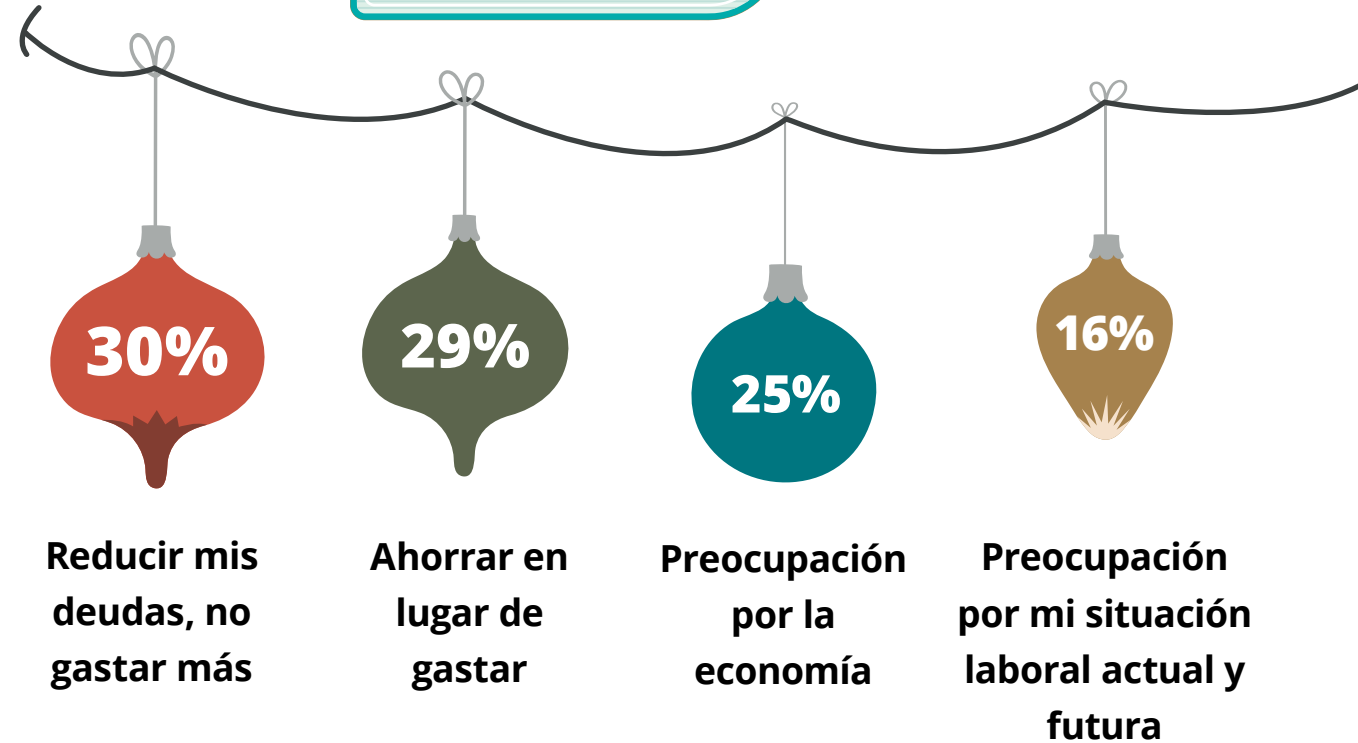 30%
Reducir mis
deudas, no
gastar más
29%
Ahorrar en
lugar de
gastar
25%
Preocupación
por la
economía
16%
Preocupación
por mi situación
laboral actual y
futura